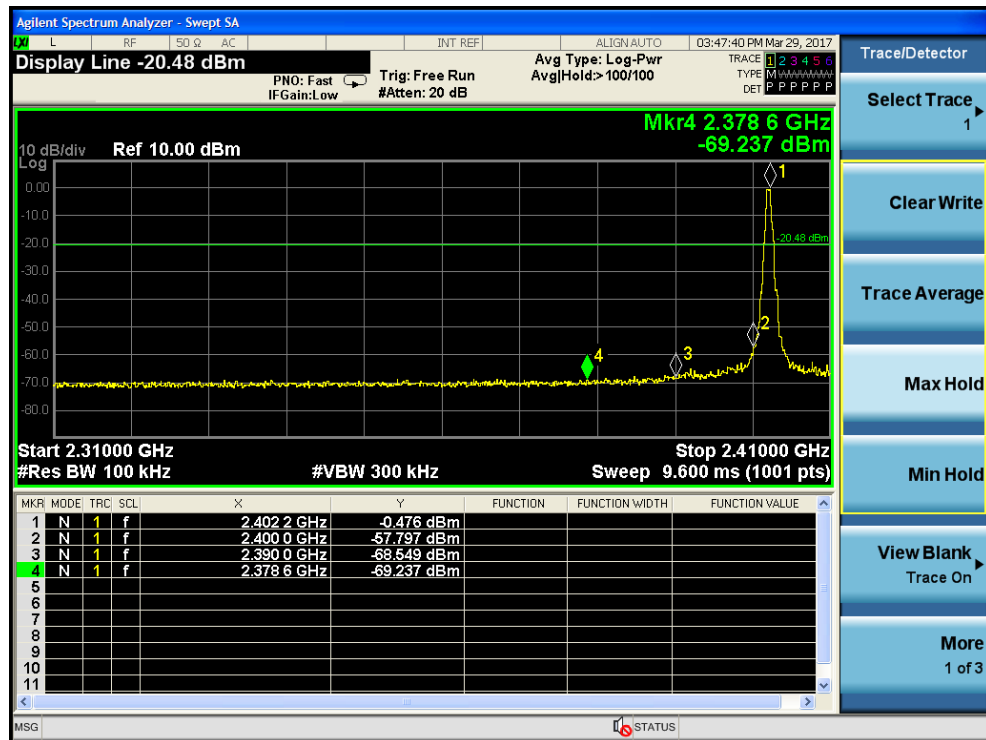 Agilent Spectrum Analyzer - Swept SA
LXI L RF 50 Ω AC INT REF ALIGN AUTO 03:47:40 PM Mar 29, 2017
Display Line -20.48 dBm
PNO: Fast
IFGain:Low
Trig: Free Run
#Atten: 20 dB
Avg Type: Log-Pwr
Avg|Hold:>100/100
TRACE 1 2 3 4 5 6
TYPE M WWWWW
DET P P P P P P
Mkr4 2.378 6 GHz
-69.237 dBm
10 dB/div Ref 10.00 dBm
Log
0.00
-10.0
-20.0
-30.0
-40.0
-50.0
-60.0
-70.0
-80.0
1
-20.48 dBm
2
3
4
Start 2.31000 GHz Stop 2.41000 GHz
#Res BW 100 kHz #VBW 300 kHz Sweep 9.600 ms (1001 pts)
MKR MODE TRC SCL X Y FUNCTION FUNCTION WIDTH FUNCTION VALUE
1 N 1 f 2.402 2 GHz -0.476 dBm
2 N 1 f 2.400 0 GHz -57.797 dBm
3 N 1 f 2.390 0 GHz -68.549 dBm
4 N 1 f 2.378 6 GHz -69.237 dBm
5
6
7
8
9
10
11
MSG STATUS
Trace/Detector
Select Trace
1
Clear Write
Trace Average
Max Hold
Min Hold
View Blank
Trace On
More
1 of 3